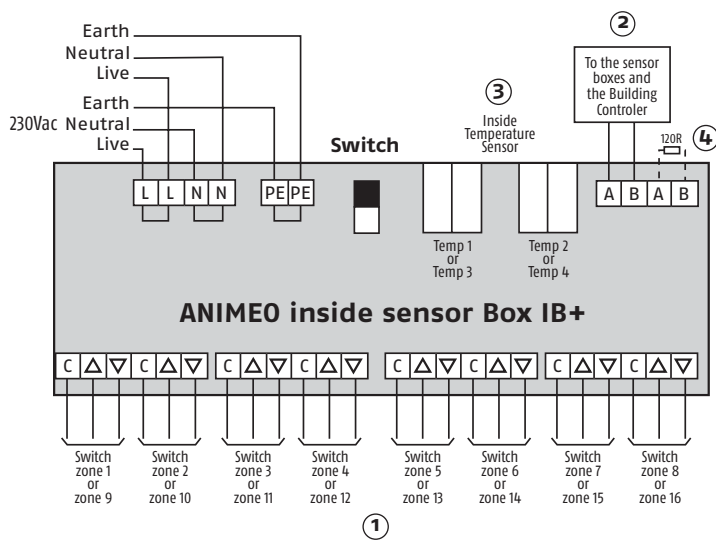 Earth
Neutral
Live
Earth
230Vac Neutral
Live
Switch
3
Inside
Temperature
Sensor
2
To the sensor
boxes and
the Building
Controler
120R
4
L L N N
PE PE
A B A B
Temp 1
or
Temp 3
Temp 2
or
Temp 4
ANIMEO inside sensor Box IB+
C △ ▽ C △ ▽ C △ ▽ C △ ▽ C △ ▽ C △ ▽ C △ ▽ C △ ▽
Switch
zone 1
or
zone 9
Switch
zone 2
or
zone 10
Switch
zone 3
or
zone 11
Switch
zone 4
or
zone 12
Switch
zone 5
or
zone 13
Switch
zone 6
or
zone 14
Switch
zone 7
or
zone 15
Switch
zone 8
or
zone 16
1